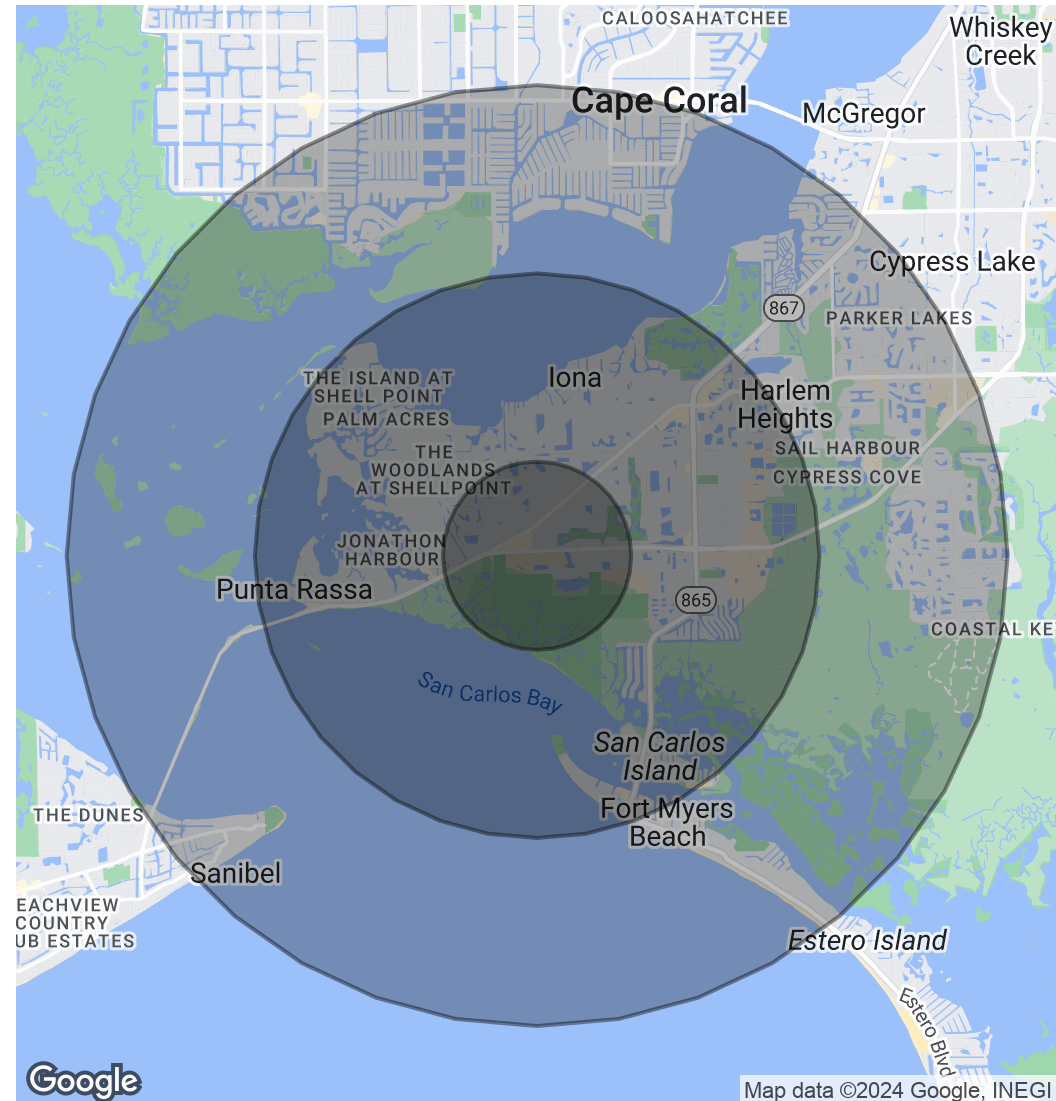 CALOOSAHATCHEE
Whiskey
Creek
Cape Coral
McGregor
Cypress Lake
867
PARKER LAKES
THE ISLAND AT
SHELL POINT
Iona
PALM ACRES
Harlem
Heights
THE
WOODLANDS
AT SHELLPOINT
SAIL HARBOUR
CYPRESS COVE
JONATHON
HARBOUR
Punta Rassa
865
COASTAL KE
San Carlos Bay
San Carlos
Island
THE DUNES
Fort Myers
Beach
Sanibel
EACHVIEW
COUNTRY
UB ESTATES
Estero Island
Estero Blvd
Google
Map data ©2024 Google, INEGI